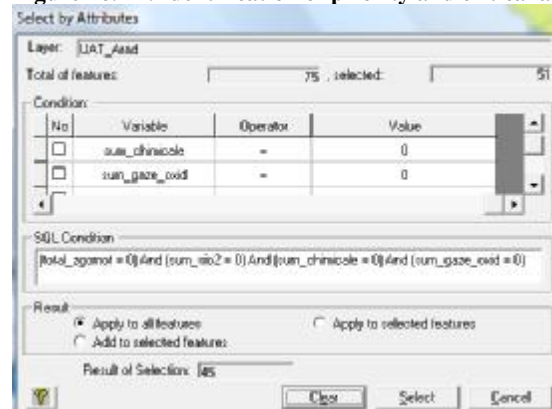 Select by Attributes
Layer: UAT_Arad
Total of features: 75 , selected: 51
Condition:
No Variable Operator Value
sum_chimicale = 0
sum_gaze_oxid = 0
SQL Condition
(total_zgomot = 0) And (sum_nio2 = 0) And (sum_chimicale = 0) And (sum_gaze_oxid = 0)
Result
Apply to all features Apply to selected features
Add to selected features
Result of Selection: 45
Clear Select Cancel